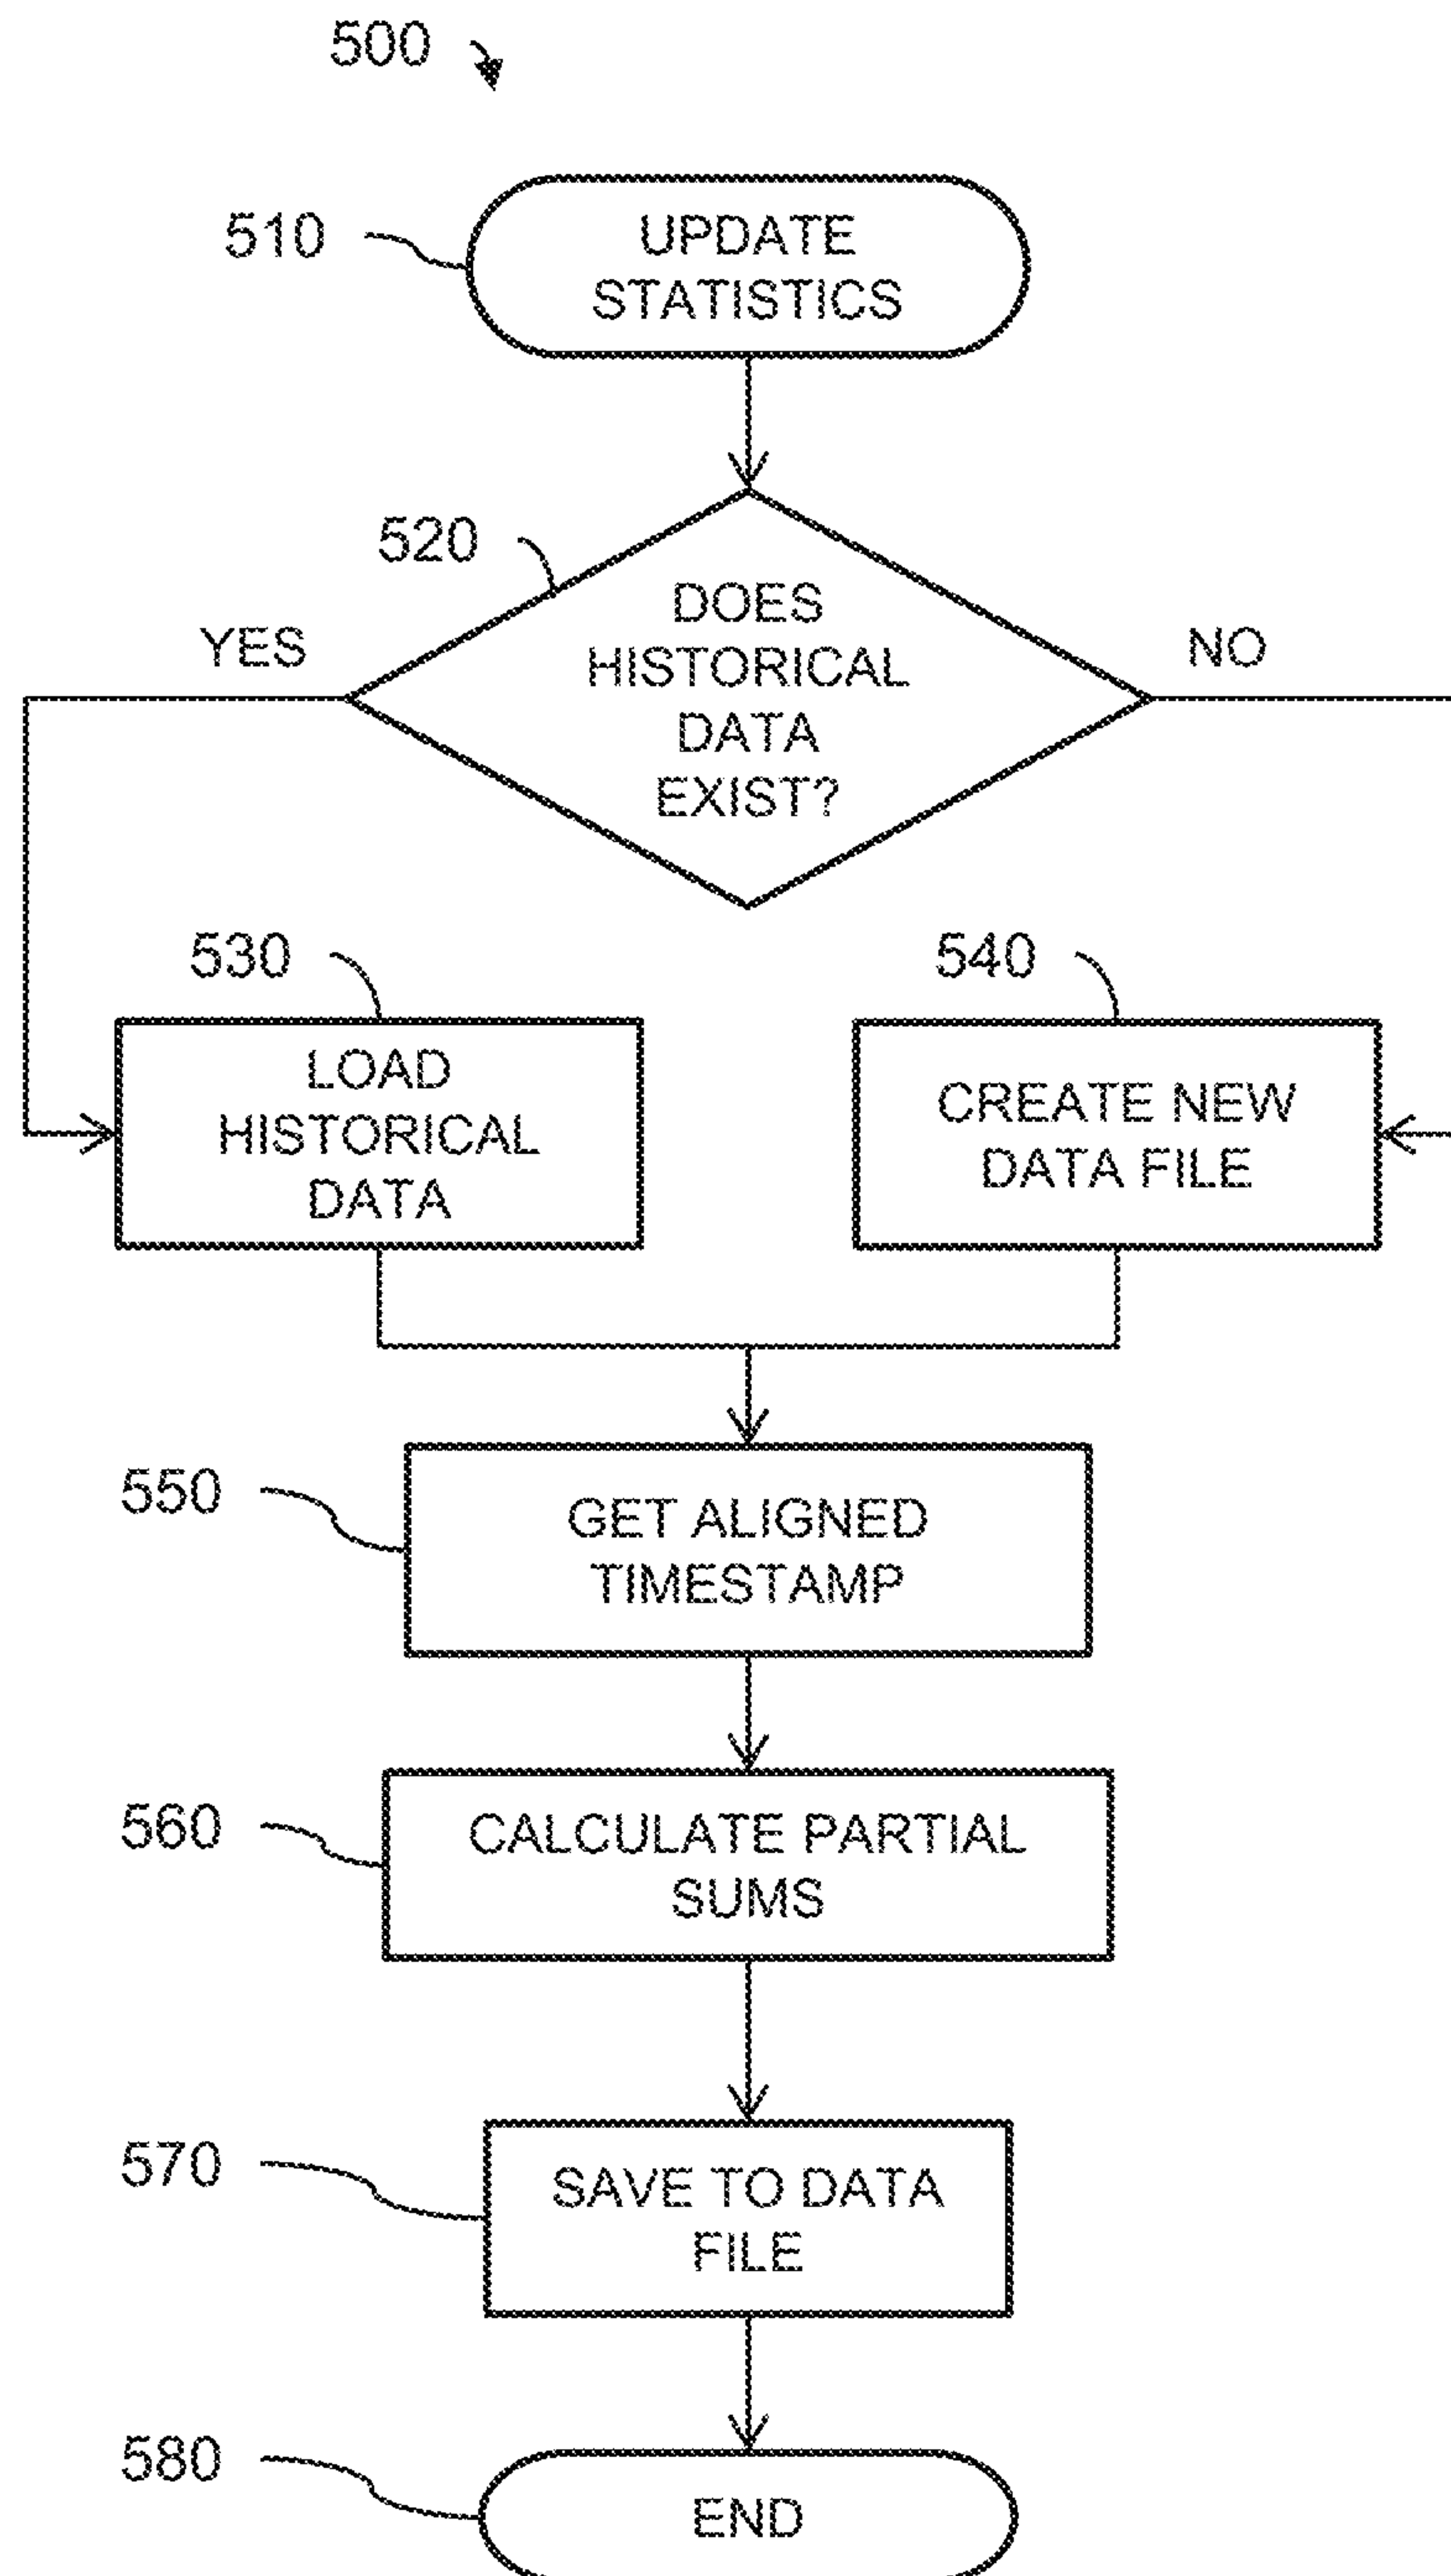 500
510
UPDATE
STATISTICS
520
DOES
HISTORICAL
DATA
EXIST?
YES
NO
530
540
LOAD
HISTORICAL
DATA
CREATE NEW
DATA FILE
550
GET ALIGNED
TIMESTAMP
560
CALCULATE PARTIAL
SUMS
570
SAVE TO DATA
FILE
580
END